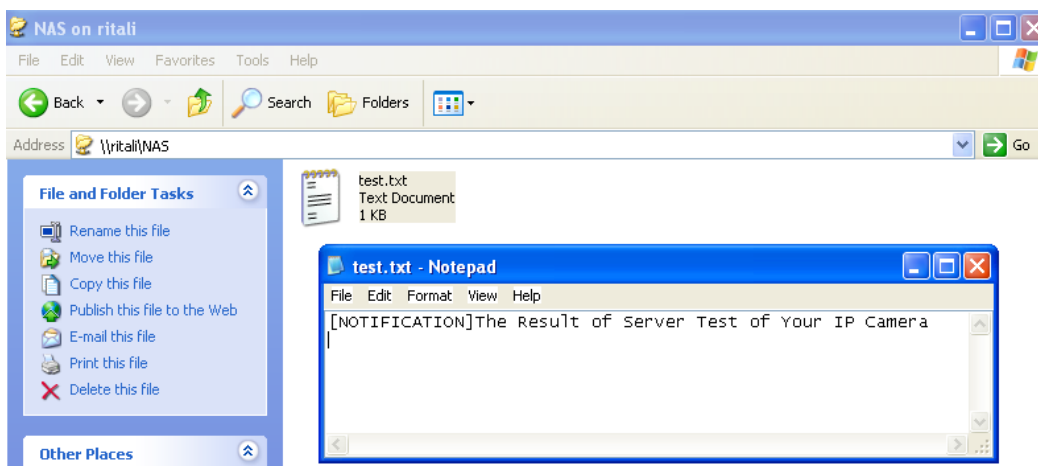 NAS on ritali
File Edit View Favorites Tools Help
Back Search Folders
Address \\ritali\NAS Go
File and Folder Tasks
Rename this file
Move this file
Copy this file
Publish this file to the Web
E-mail this file
Print this file
Delete this file
Other Places
test.txt
Text Document
1 KB
test.txt - Notepad
File Edit Format View Help
[NOTIFICATION]The Result of Server Test of Your IP Camera